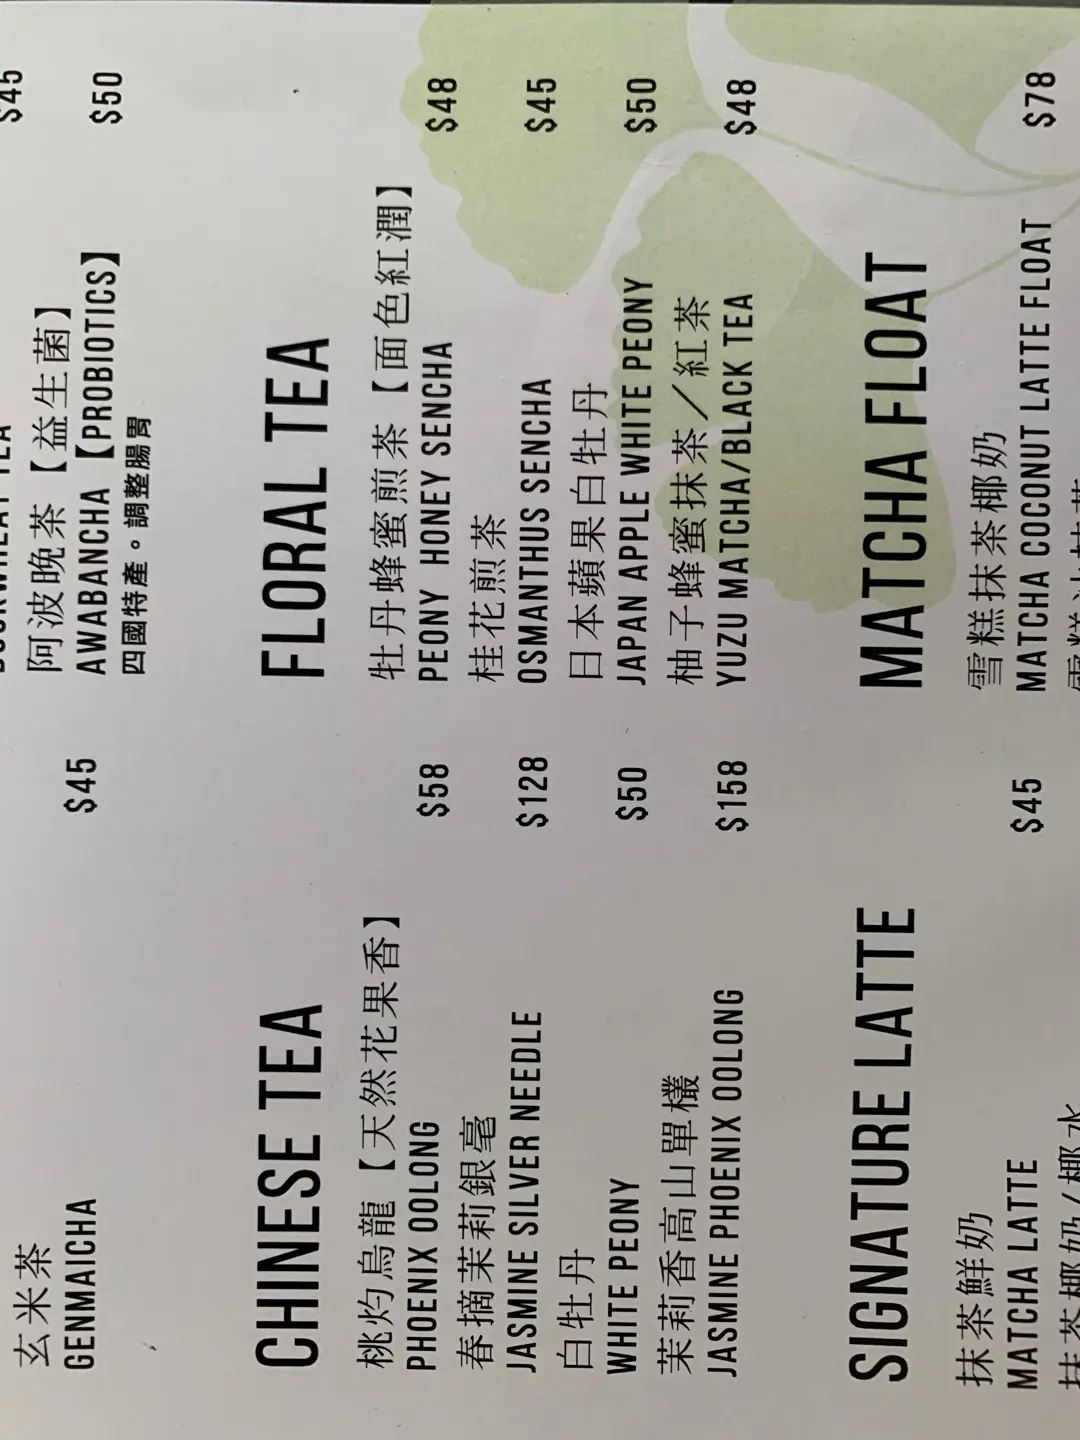 玄米茶
GENMAICHA $45
CHINESE TEA
桃灼烏龍【天然花果香】
PHOENIX OOLONG $58
春摘茉莉銀毫
JASMINE SILVER NEEDLE $128
白牡丹
WHITE PEONY $50
茉莉香高山單欉
JASMINE PHOENIX OOLONG $158
SIGNATURE LATTE
抹茶鮮奶
MATCHA LATTE $45
抹茶椰奶/椰水
$45
阿波晚茶【益生菌】
AWABANCHA【PROBIOTICS】 $50
四國特產。調整腸胃
FLORAL TEA
牡丹蜂蜜煎茶【面色紅潤】
PEONY HONEY SENCHA $48
桂花煎茶
OSMANTHUS SENCHA $45
日本蘋果白牡丹
JAPAN APPLE WHITE PEONY $50
柚子蜂蜜抹茶／紅茶
YUZU MATCHA/BLACK TEA $48
MATCHA FLOAT
雪糕抹茶椰奶
MATCHA COCONUT LATTE FLOAT $78